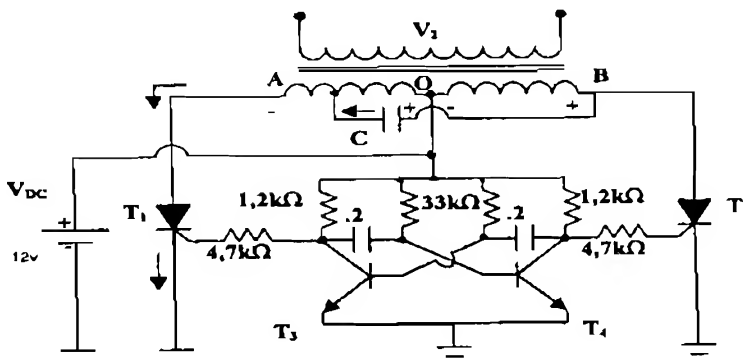 V₂
A
O
B
+
-
-
+
C
V_DC
+
-
12v
T₁
1,2kΩ
.2
33kΩ
.2
1,2kΩ
T
4,7kΩ
4,7kΩ
T₃
T₄